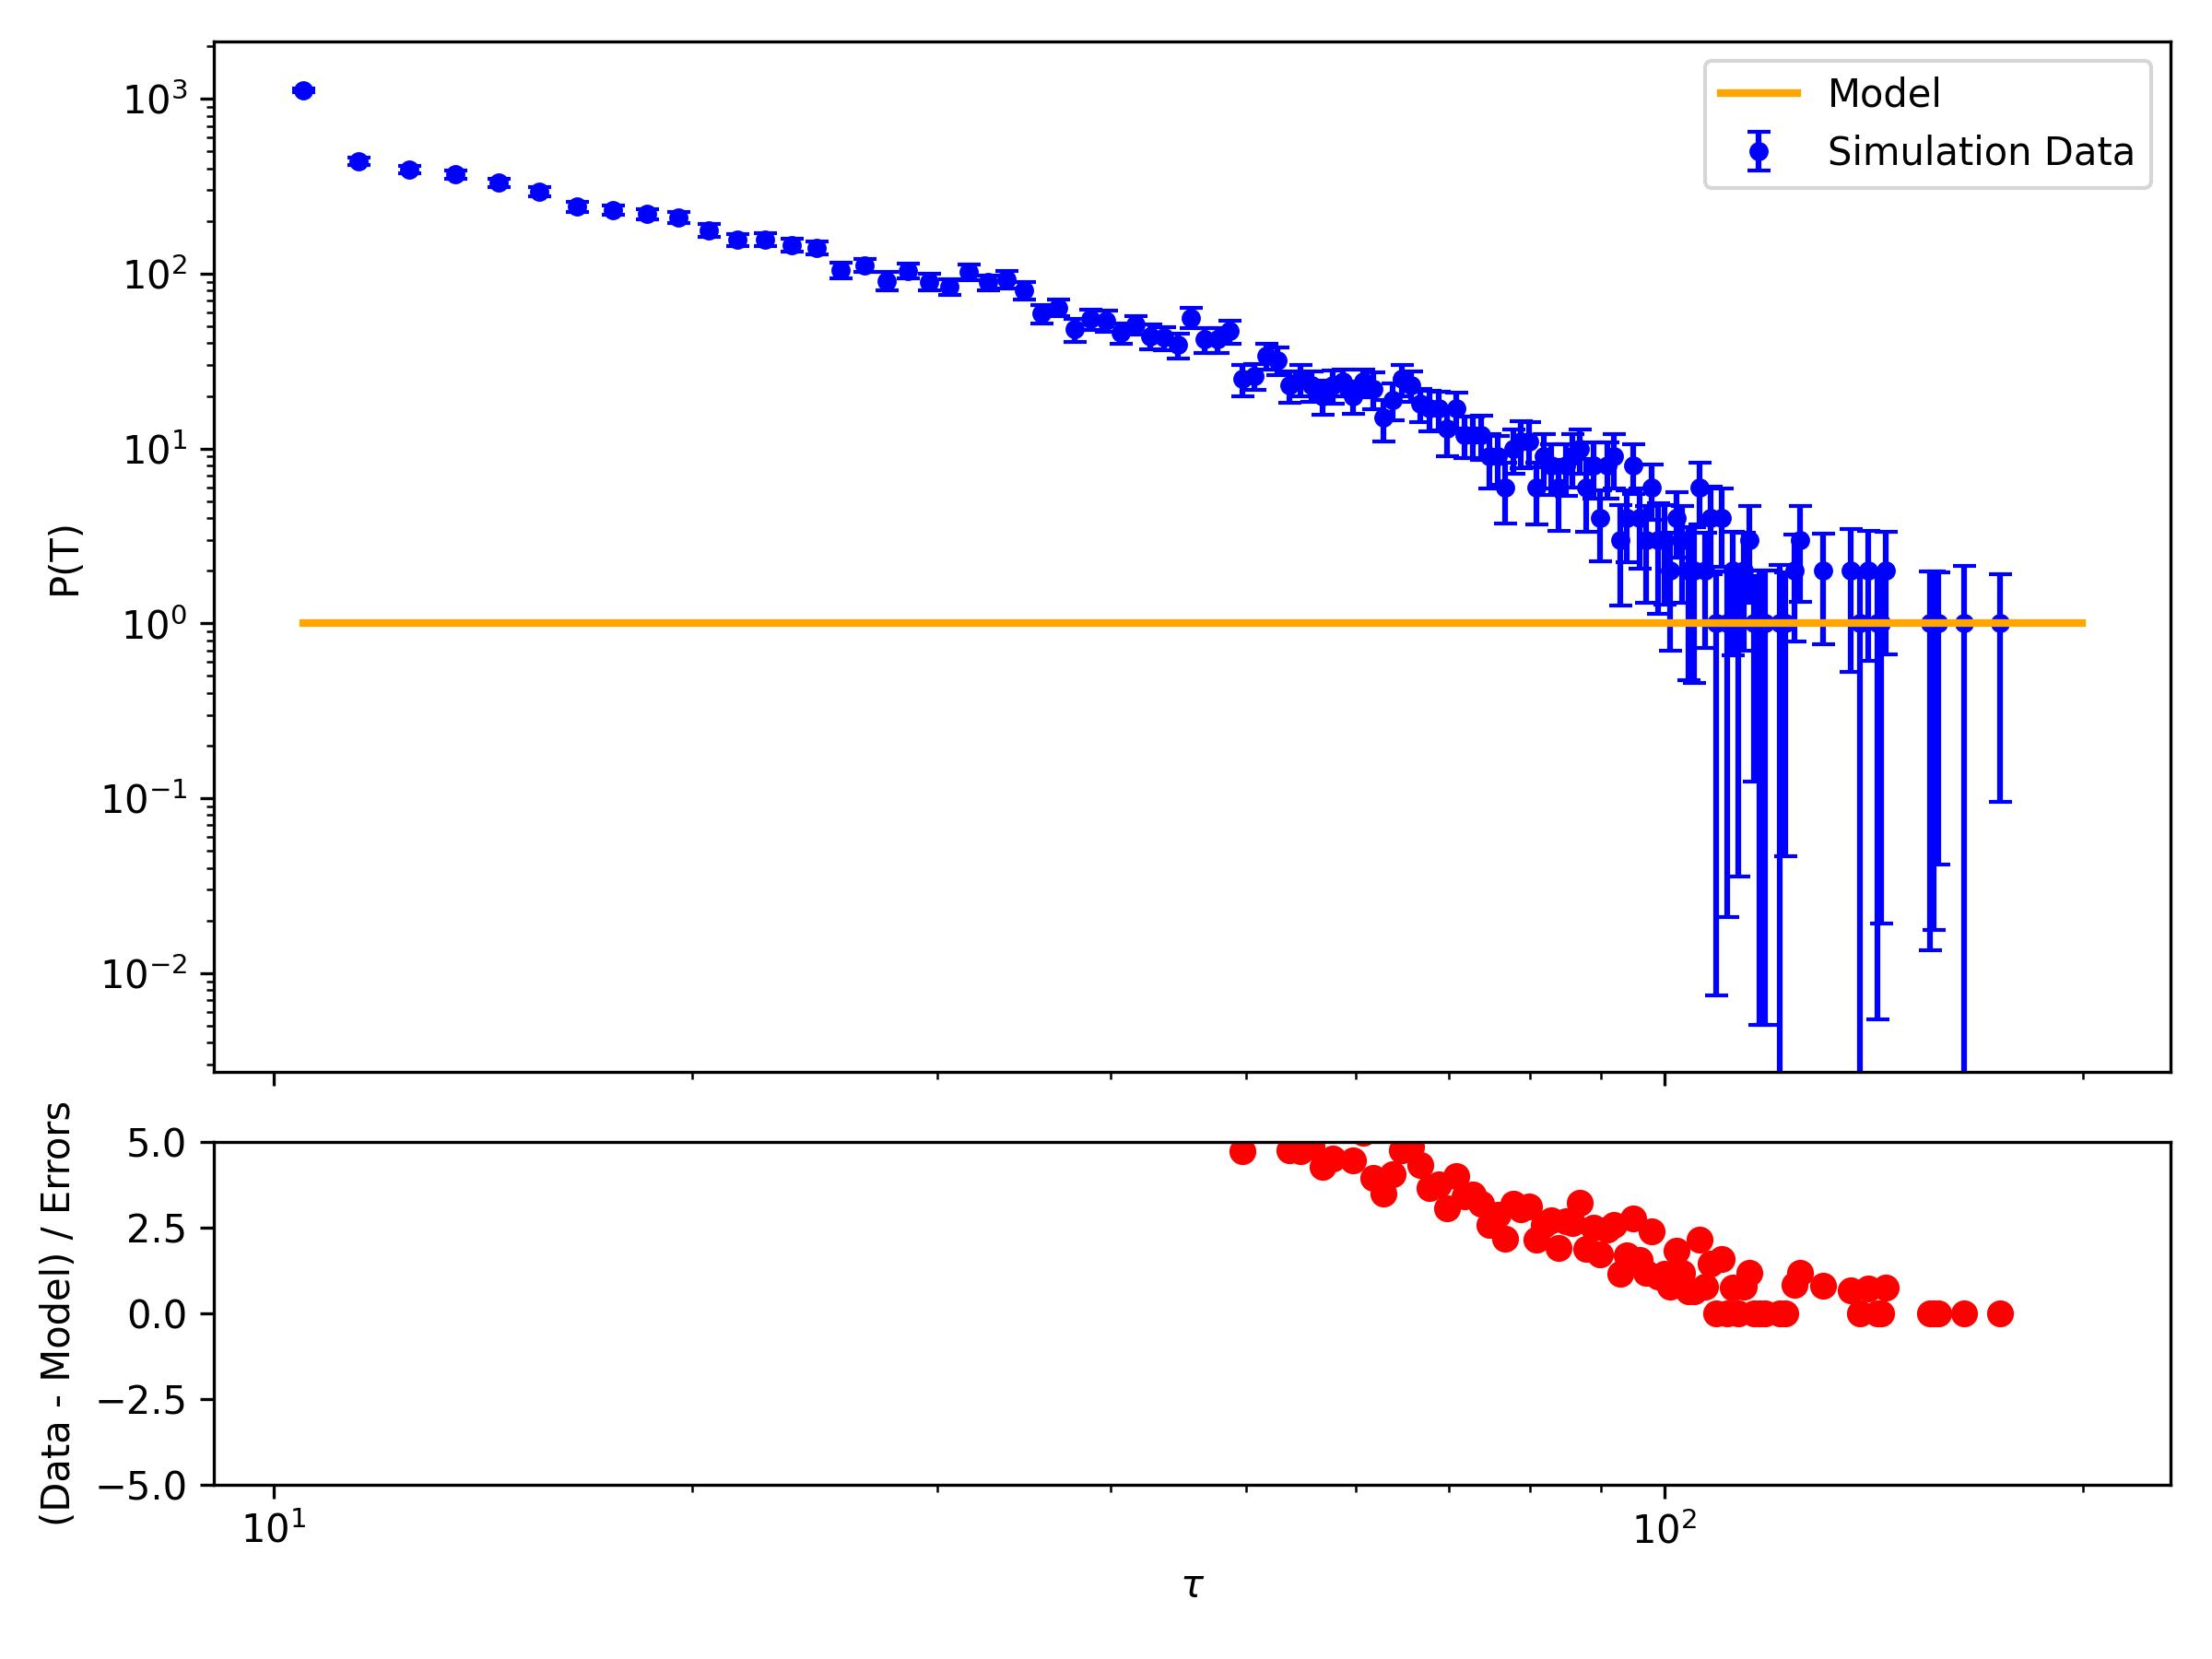 10³
10²
10¹
10⁰
10⁻¹
10⁻²
P(T)
Model
Simulation Data
5.0
2.5
0.0
−2.5
−5.0
(Data - Model) / Errors
10¹
10²
τ